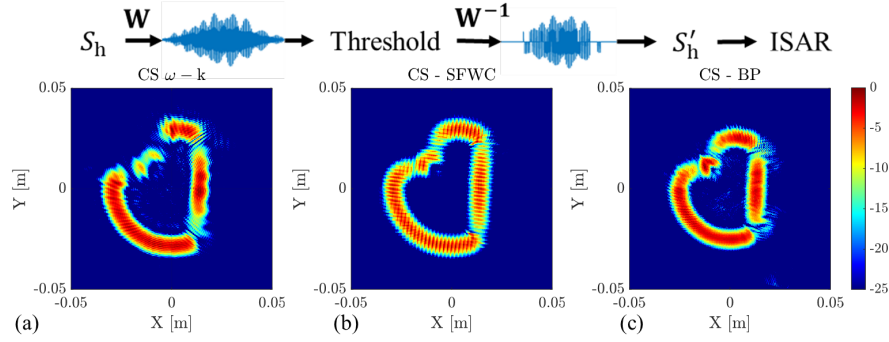 S_h W Threshold W⁻¹ S′_h ISAR
CS ω − k CS - SFWC CS - BP
0.05 0.05 0.05 0
-5
-10
Y [m] 0 Y [m] 0 Y [m] 0
-15
-20
-0.05 -0.05 -0.05 -25
-0.05 0 0.05 -0.05 0 0.05 -0.05 0 0.05
(a) X [m] (b) X [m] (c) X [m]